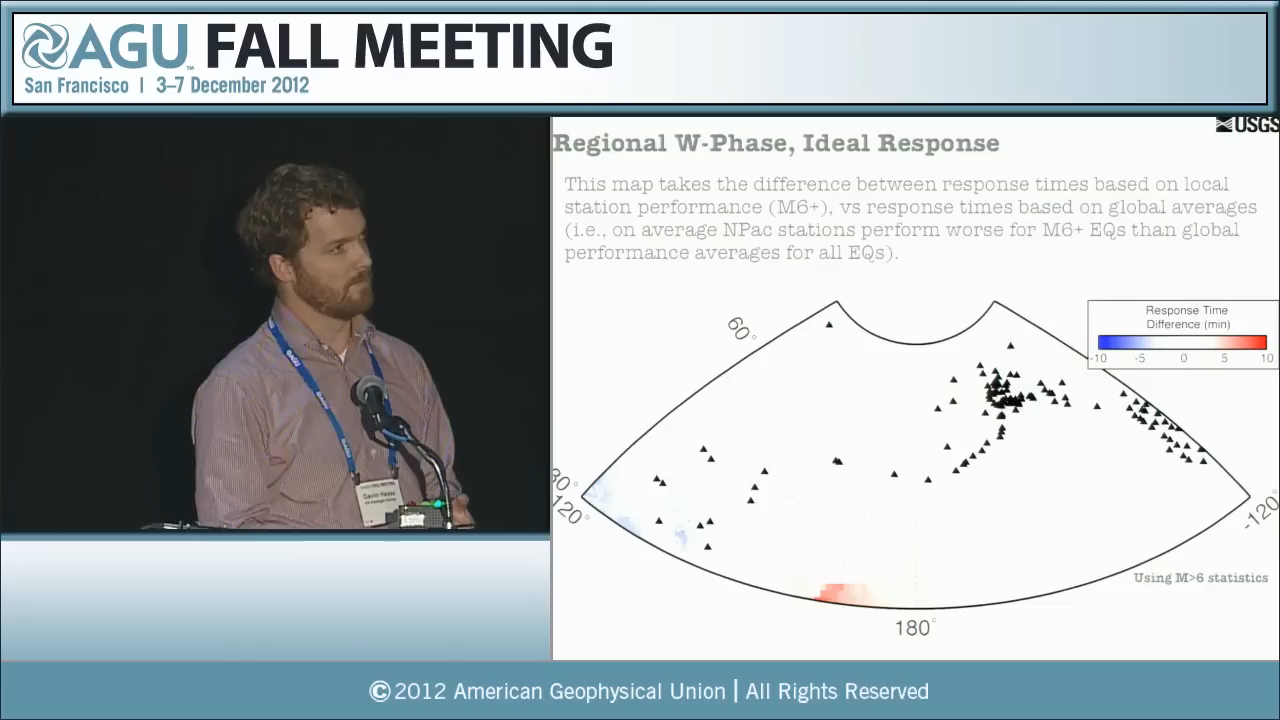 AGU FALL MEETING
San Francisco | 3–7 December 2012
USGS
Regional W-Phase, Ideal Response
This map takes the difference between response times based on local
station performance (M6+), vs response times based on global averages
(i.e., on average NPac stations perform worse for M6+ EQs than global
performance averages for all EQs).
Response Time
Difference (min)
-10 -5 0 5 10
60°
30°
120°
-120°
180°
Using M>6 statistics
Gavin Hayes
© 2012 American Geophysical Union | All Rights Reserved